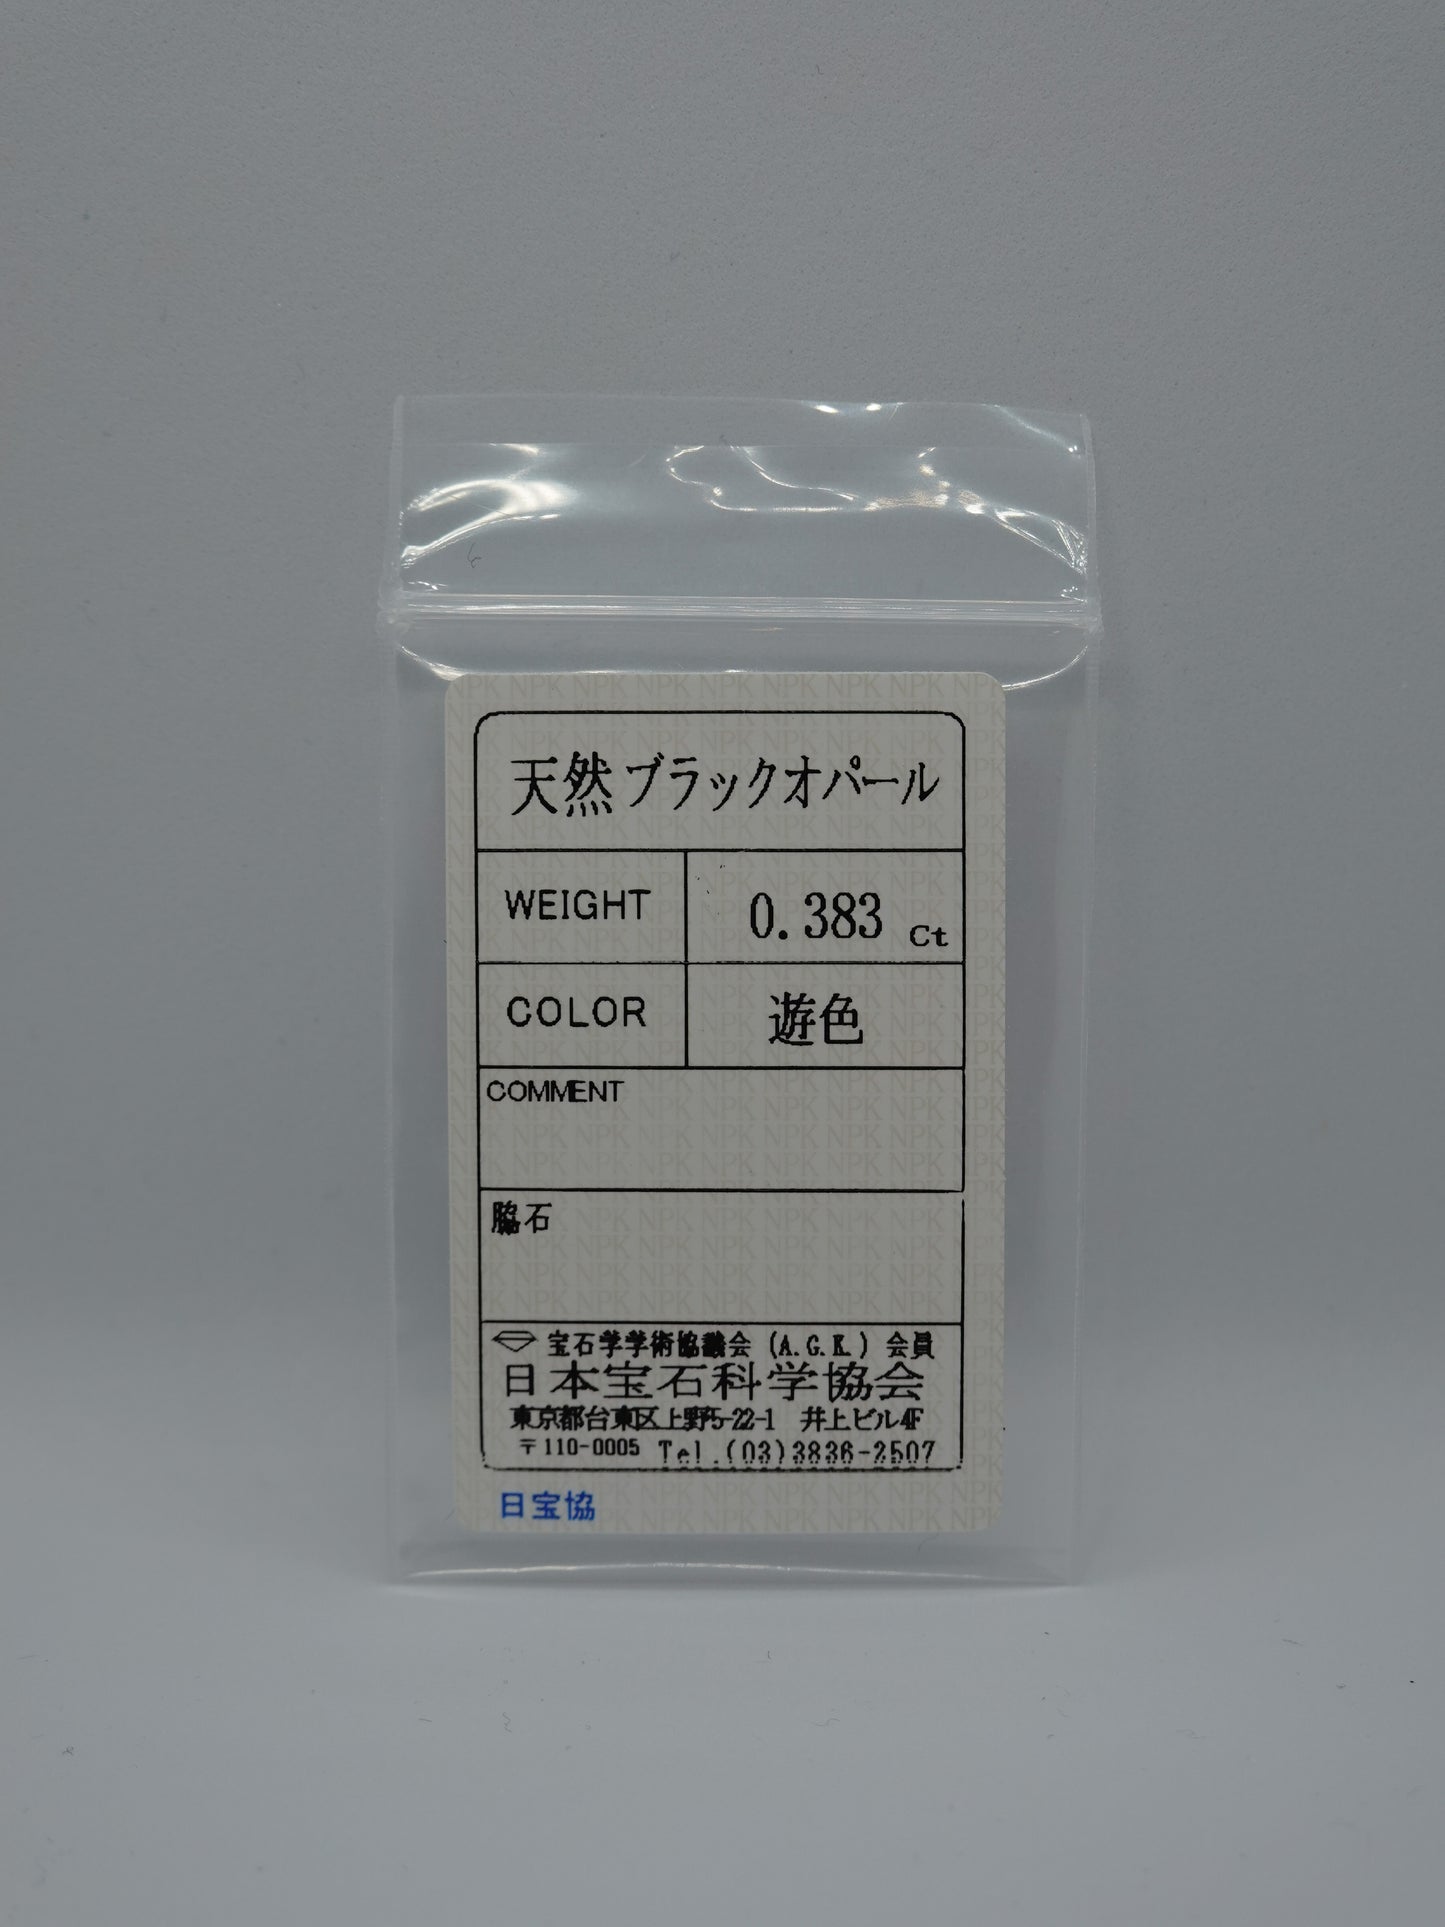 天然ブラックオパール
WEIGHT 0.383 Ct
COLOR 遊色
COMMENT
脇石
宝石学学術協議会 (A.G.K.) 会員
日本宝石科学協会
東京都台東区上野5-22-1 井上ビル4F
〒110-0005 Tel.(03)3836-2507
日宝協